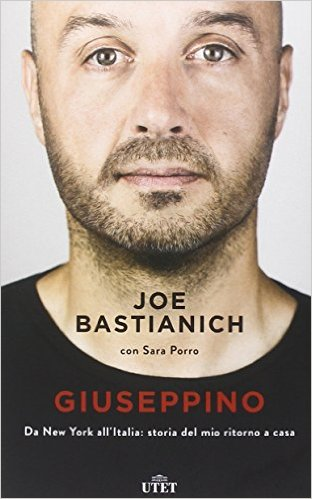 JOE
BASTIANICH
con Sara Porro
GIUSEPPINO
Da New York all'Italia: storia del mio ritorno a casa
UTET